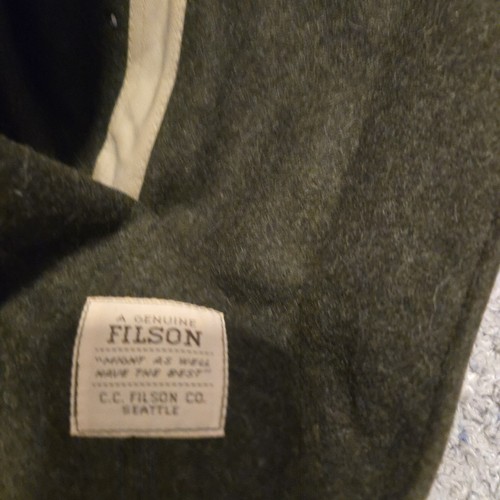 A GENUINE
FILSON
"MIGHT AS WELL
HAVE THE BEST"
C.C. FILSON CO.
SEATTLE